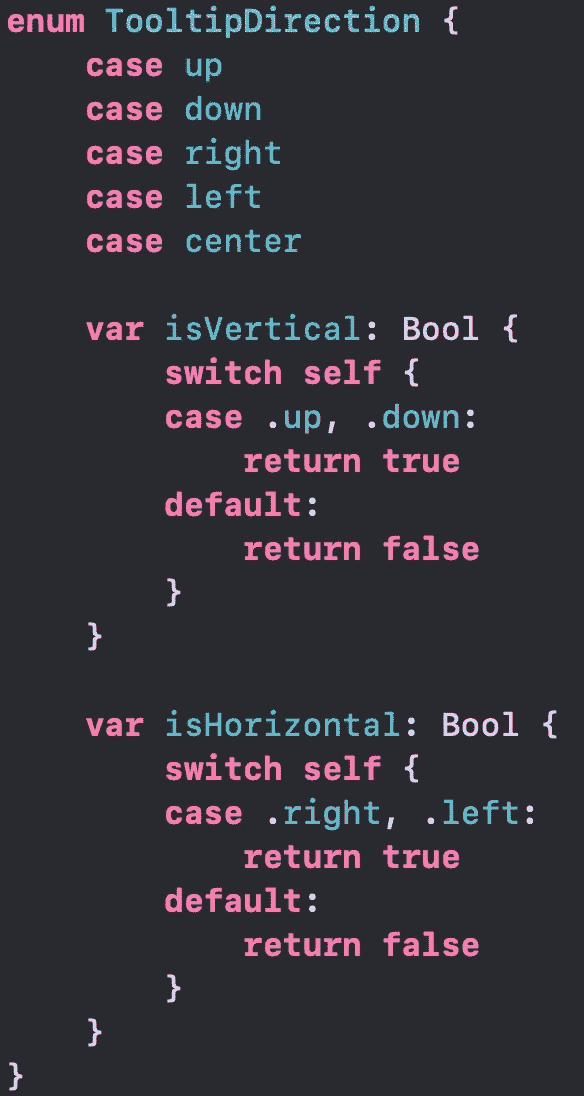 enum TooltipDirection {
    case up
    case down
    case right
    case left
    case center

    var isVertical: Bool {
        switch self {
        case .up, .down:
            return true
        default:
            return false
        }
    }

    var isHorizontal: Bool {
        switch self {
        case .right, .left:
            return true
        default:
            return false
        }
    }
}